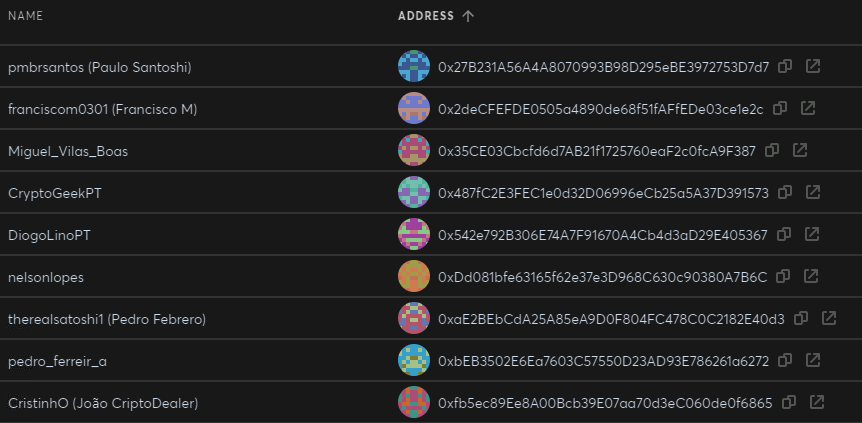 NAME ADDRESS ↑
pmbrsantos (Paulo Santoshi) 0x27B231A56A4A8070993B98D295eBE3972753D7d7
franciscom0301 (Francisco M) 0x2deCFEFDE0505a4890de68f51fAFfEDe03ce1e2c
Miguel_Vilas_Boas 0x35CE03Cbcfd6d7AB21f1725760eaF2c0fcA9F387
CryptoGeekPT 0x487fC2E3FEC1e0d32D06996eCb25a5A37D391573
DiogoLinoPT 0x542e792B306E74A7F91670A4Cb4d3aD29E405367
nelsonlopes 0xDd081bfe63165f62e37e3D968C630c90380A7B6C
therealsatoshi1 (Pedro Febrero) 0xaE2BEbCdA25A85eA9D0F804FC478C0C2182E40d3
pedro_ferreir_a 0xbEB3502E6Ea7603C57550D23AD93E786261a6272
CristinhO (João CriptoDealer) 0xfb5ec89Ee8A00Bcb39E07aa70d3eC060de0f6865